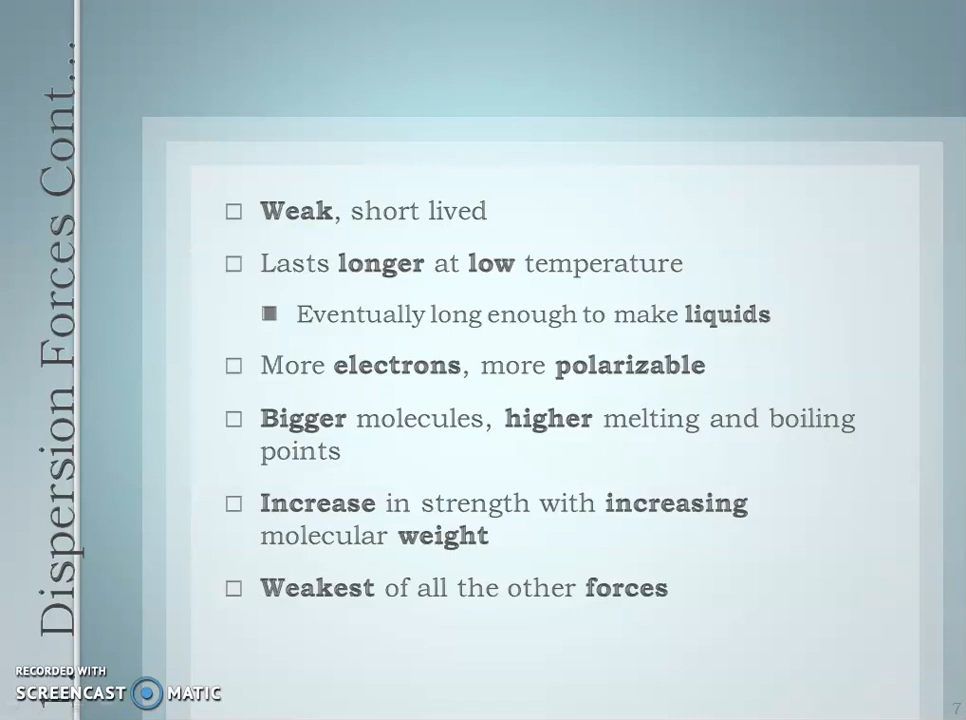 Dispersion Forces Cont...
Weak, short lived
Lasts longer at low temperature
Eventually long enough to make liquids
More electrons, more polarizable
Bigger molecules, higher melting and boiling
points
Increase in strength with increasing
molecular weight
Weakest of all the other forces
RECORDED WITH
SCREENCAST MATIC
7